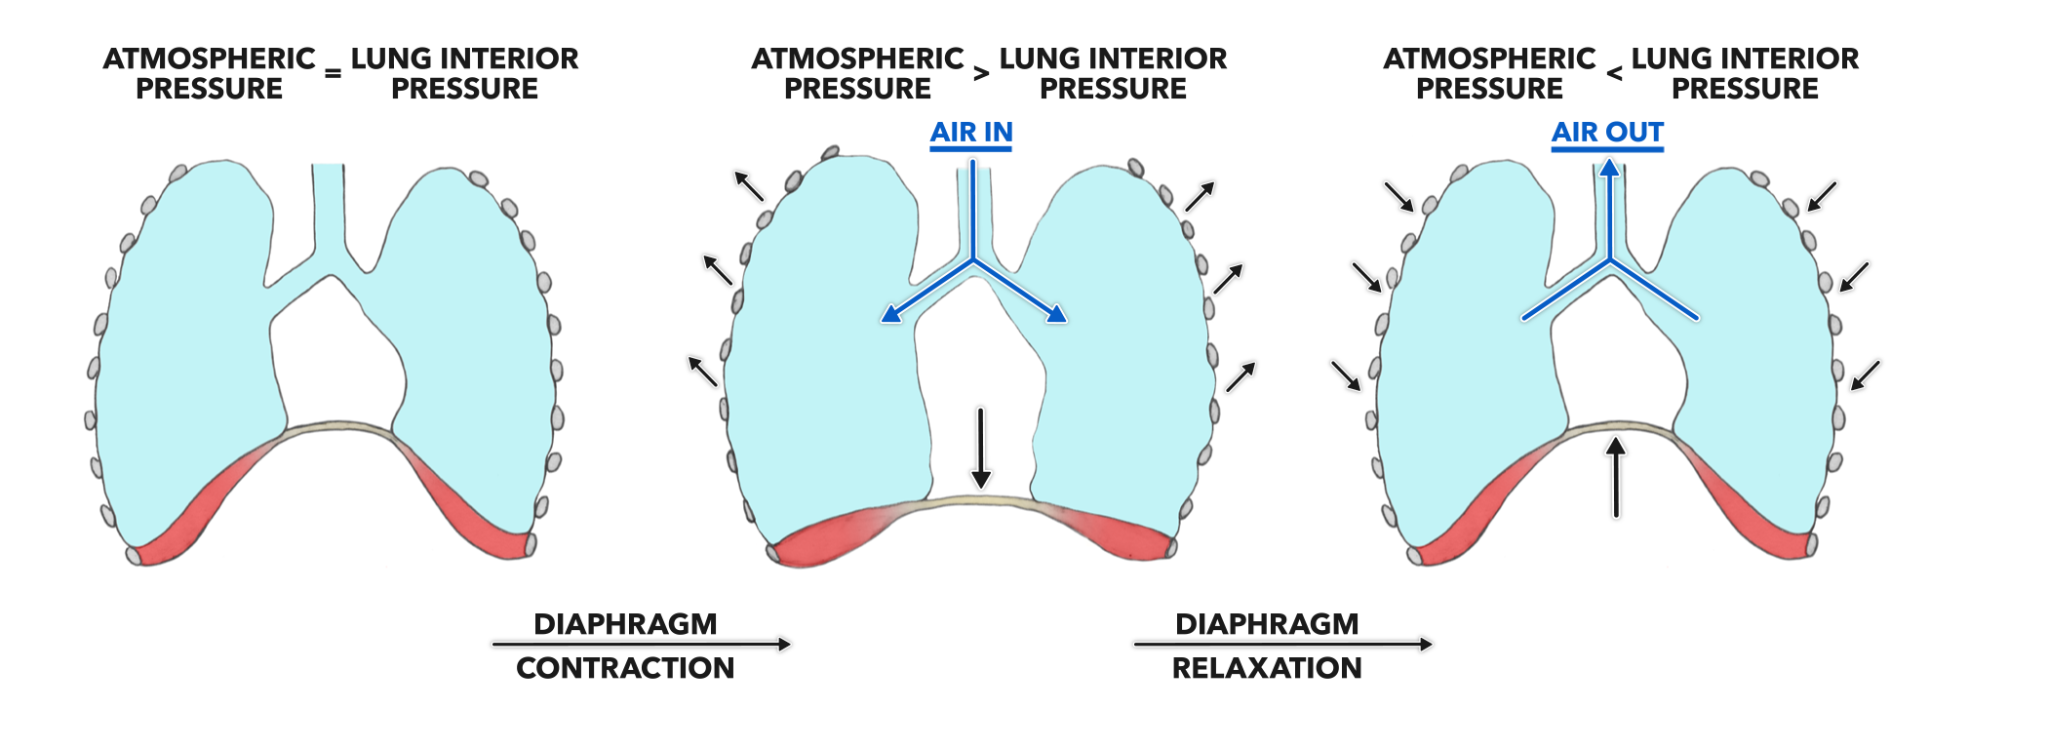 ATMOSPHERIC PRESSURE = LUNG INTERIOR PRESSURE
ATMOSPHERIC PRESSURE > LUNG INTERIOR PRESSURE
ATMOSPHERIC PRESSURE < LUNG INTERIOR PRESSURE
AIR IN
AIR OUT
DIAPHRAGM
CONTRACTION
DIAPHRAGM
RELAXATION